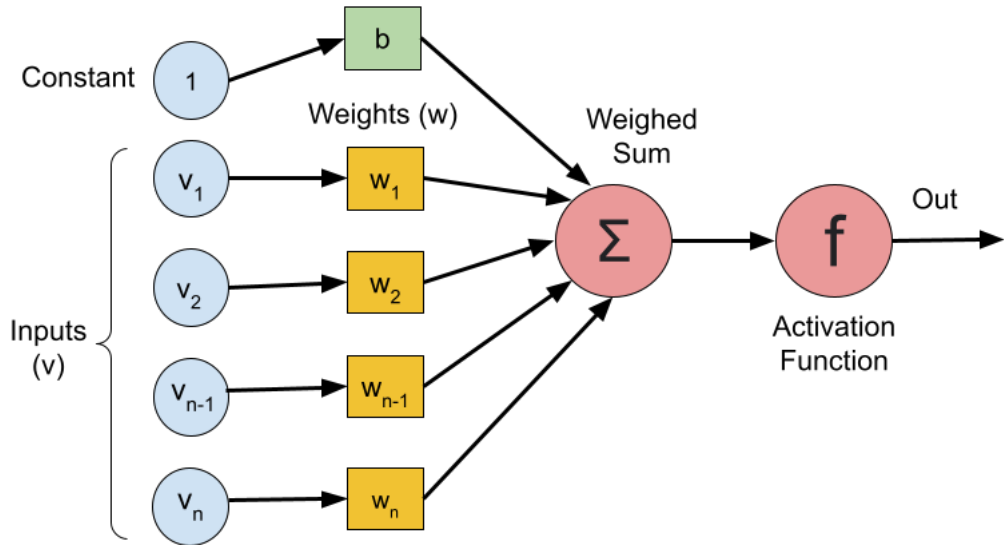 Constant
1
b
Weights (w)
Weighed
Sum
v1
w1
v2
w2
Inputs
(v)
vn-1
wn-1
vn
wn
Σ
f
Out
Activation
Function